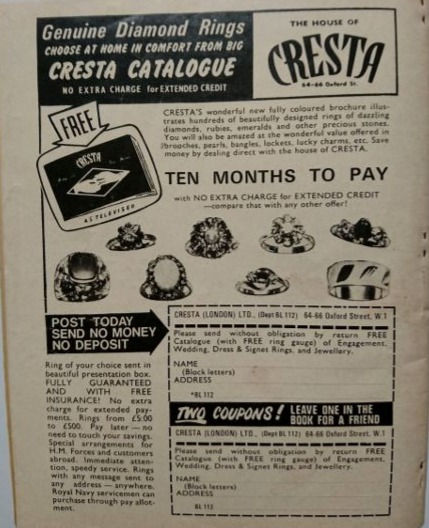 Genuine Diamond Rings
CHOOSE AT HOME IN COMFORT FROM BIG
CRESTA CATALOGUE
NO EXTRA CHARGE for EXTENDED CREDIT
THE HOUSE OF
CRESTA
64-66 Oxford St.
FREE
CRESTA
AS TELEVISED
CRESTA'S wonderful new fully coloured brochure illus-
trates hundreds of beautifully designed rings of dazzling
diamonds, rubies, emeralds and other precious stones.
You will also be amazed at the wonderful value offered in
brooches, pearls, bangles, lockets, lucky charms, etc. Save
money by dealing direct with the house of CRESTA.
TEN MONTHS TO PAY
with NO EXTRA CHARGE for EXTENDED CREDIT
—compare that with any other offer!
POST TODAY
SEND NO MONEY
NO DEPOSIT
Ring of your choice sent in
beautiful presentation box.
FULLY GUARANTEED
AND WITH FREE
INSURANCE! No extra
charge for extended pay-
ments. Rings from £5:00
to £500. Pay later — no
need to touch your savings.
Special arrangements for
H.M. Forces and customers
abroad. Immediate atten-
tion, speedy service. Rings
with any message sent to
any address — anywhere.
Royal Navy servicemen can
purchase through pay allot-
ment.
CRESTA (LONDON) LTD., (Dept BL 112) 64-66 Oxford Street, W.1
Please send without obligation by return FREE
Catalogue (with FREE ring gauge) of Engagement,
Wedding, Dress & Signet Rings, and Jewellery.
NAME
(Block letters)
ADDRESS
*BL 112
TWO COUPONS! LEAVE ONE IN THE
BOOK FOR A FRIEND
CRESTA (LONDON) LTD., (Dept BL 112) 64-66 Oxford Street, W.1
Please send without obligation by return FREE
Catalogue (with FREE ring gauge) of Engagement,
Wedding, Dress & Signet Rings, and Jewellery.
NAME
(Block letters)
ADDRESS
BL 112